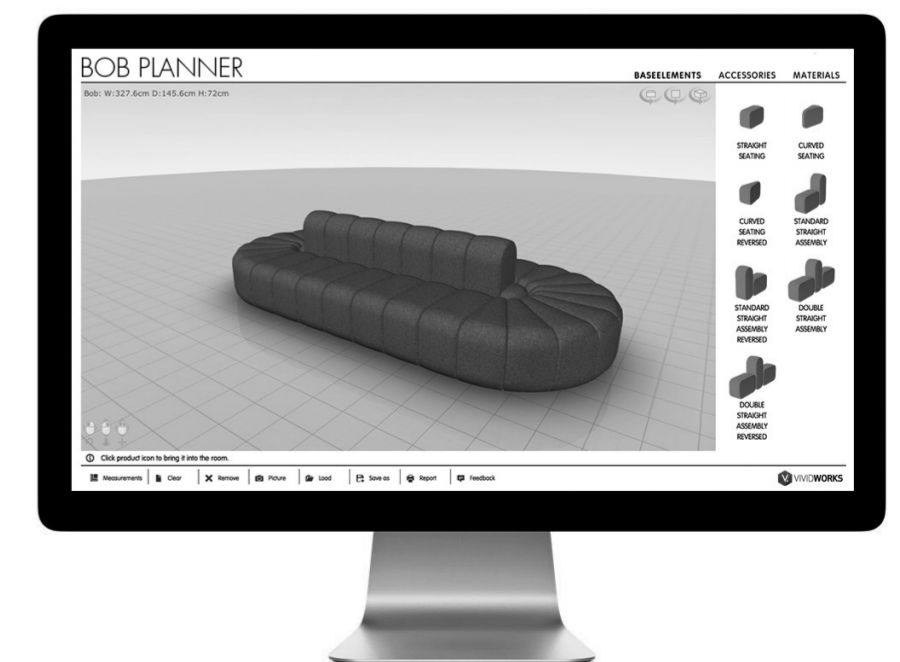 BOB PLANNER
BASEELEMENTS ACCESSORIES MATERIALS
Bob: W:327.6cm D:145.6cm H:72cm
STRAIGHT
SEATING
CURVED
SEATING
CURVED
SEATING
REVERSED
STANDARD
STRAIGHT
ASSEMBLY
STANDARD
STRAIGHT
ASSEMBLY
REVERSED
DOUBLE
STRAIGHT
ASSEMBLY
DOUBLE
STRAIGHT
ASSEMBLY
REVERSED
Click product icon to bring it into the room.
Measurements Clear Remove Picture Load Save as Report Feedback
VIVIDWORKS